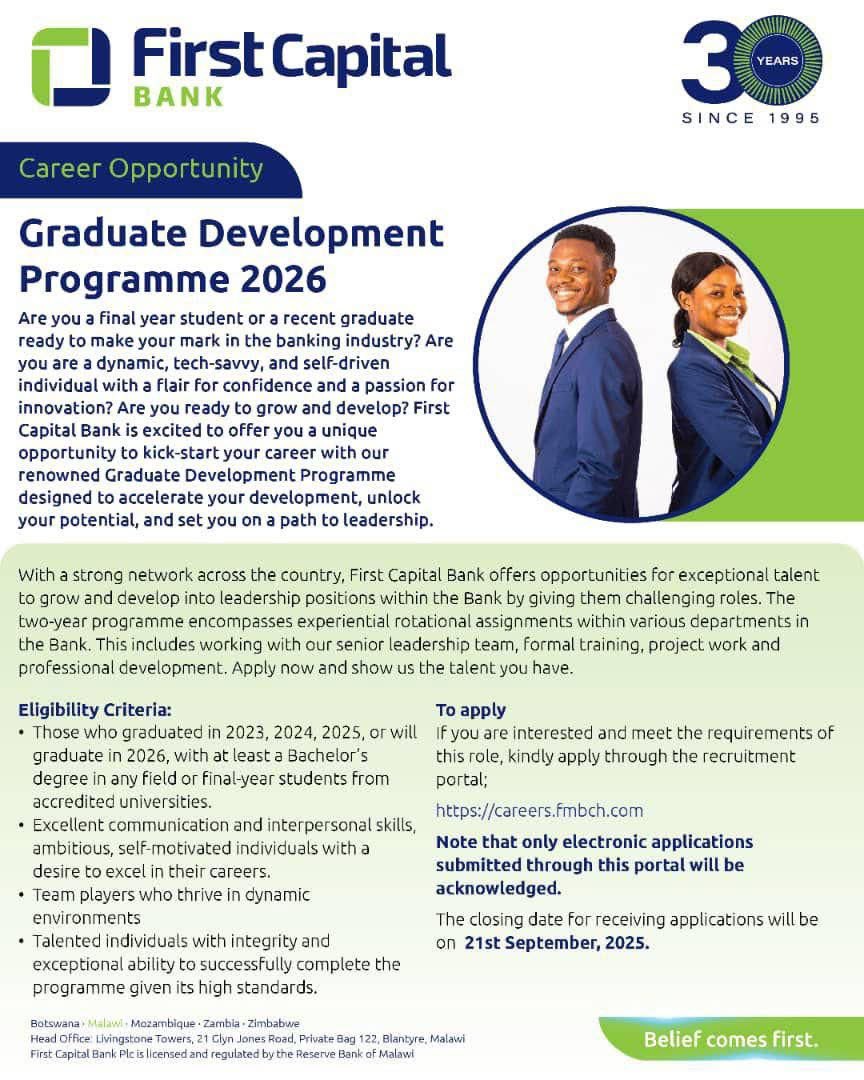 First Capital
BANK
30 YEARS
SINCE 1995
Career Opportunity
Graduate Development
Programme 2026
Are you a final year student or a recent graduate
ready to make your mark in the banking industry? Are
you are a dynamic, tech-savvy, and self-driven
individual with a flair for confidence and a passion for
innovation? Are you ready to grow and develop? First
Capital Bank is excited to offer you a unique
opportunity to kick-start your career with our
renowned Graduate Development Programme
designed to accelerate your development, unlock
your potential, and set you on a path to leadership.
With a strong network across the country, First Capital Bank offers opportunities for exceptional talent
to grow and develop into leadership positions within the Bank by giving them challenging roles. The
two-year programme encompasses experiential rotational assignments within various departments in
the Bank. This includes working with our senior leadership team, formal training, project work and
professional development. Apply now and show us the talent you have.
Eligibility Criteria:
• Those who graduated in 2023, 2024, 2025, or will
graduate in 2026, with at least a Bachelor's
degree in any field or final-year students from
accredited universities.
• Excellent communication and interpersonal skills,
ambitious, self-motivated individuals with a
desire to excel in their careers.
• Team players who thrive in dynamic
environments
• Talented individuals with integrity and
exceptional ability to successfully complete the
programme given its high standards.
To apply
If you are interested and meet the requirements of
this role, kindly apply through the recruitment
portal;
https://careers.fmbch.com
Note that only electronic applications
submitted through this portal will be
acknowledged.
The closing date for receiving applications will be
on 21st September, 2025.
Botswana · Malawi · Mozambique · Zambia · Zimbabwe
Head Office: Livingstone Towers, 21 Glyn Jones Road, Private Bag 122, Blantyre, Malawi
First Capital Bank Plc is licensed and regulated by the Reserve Bank of Malawi
Belief comes first.